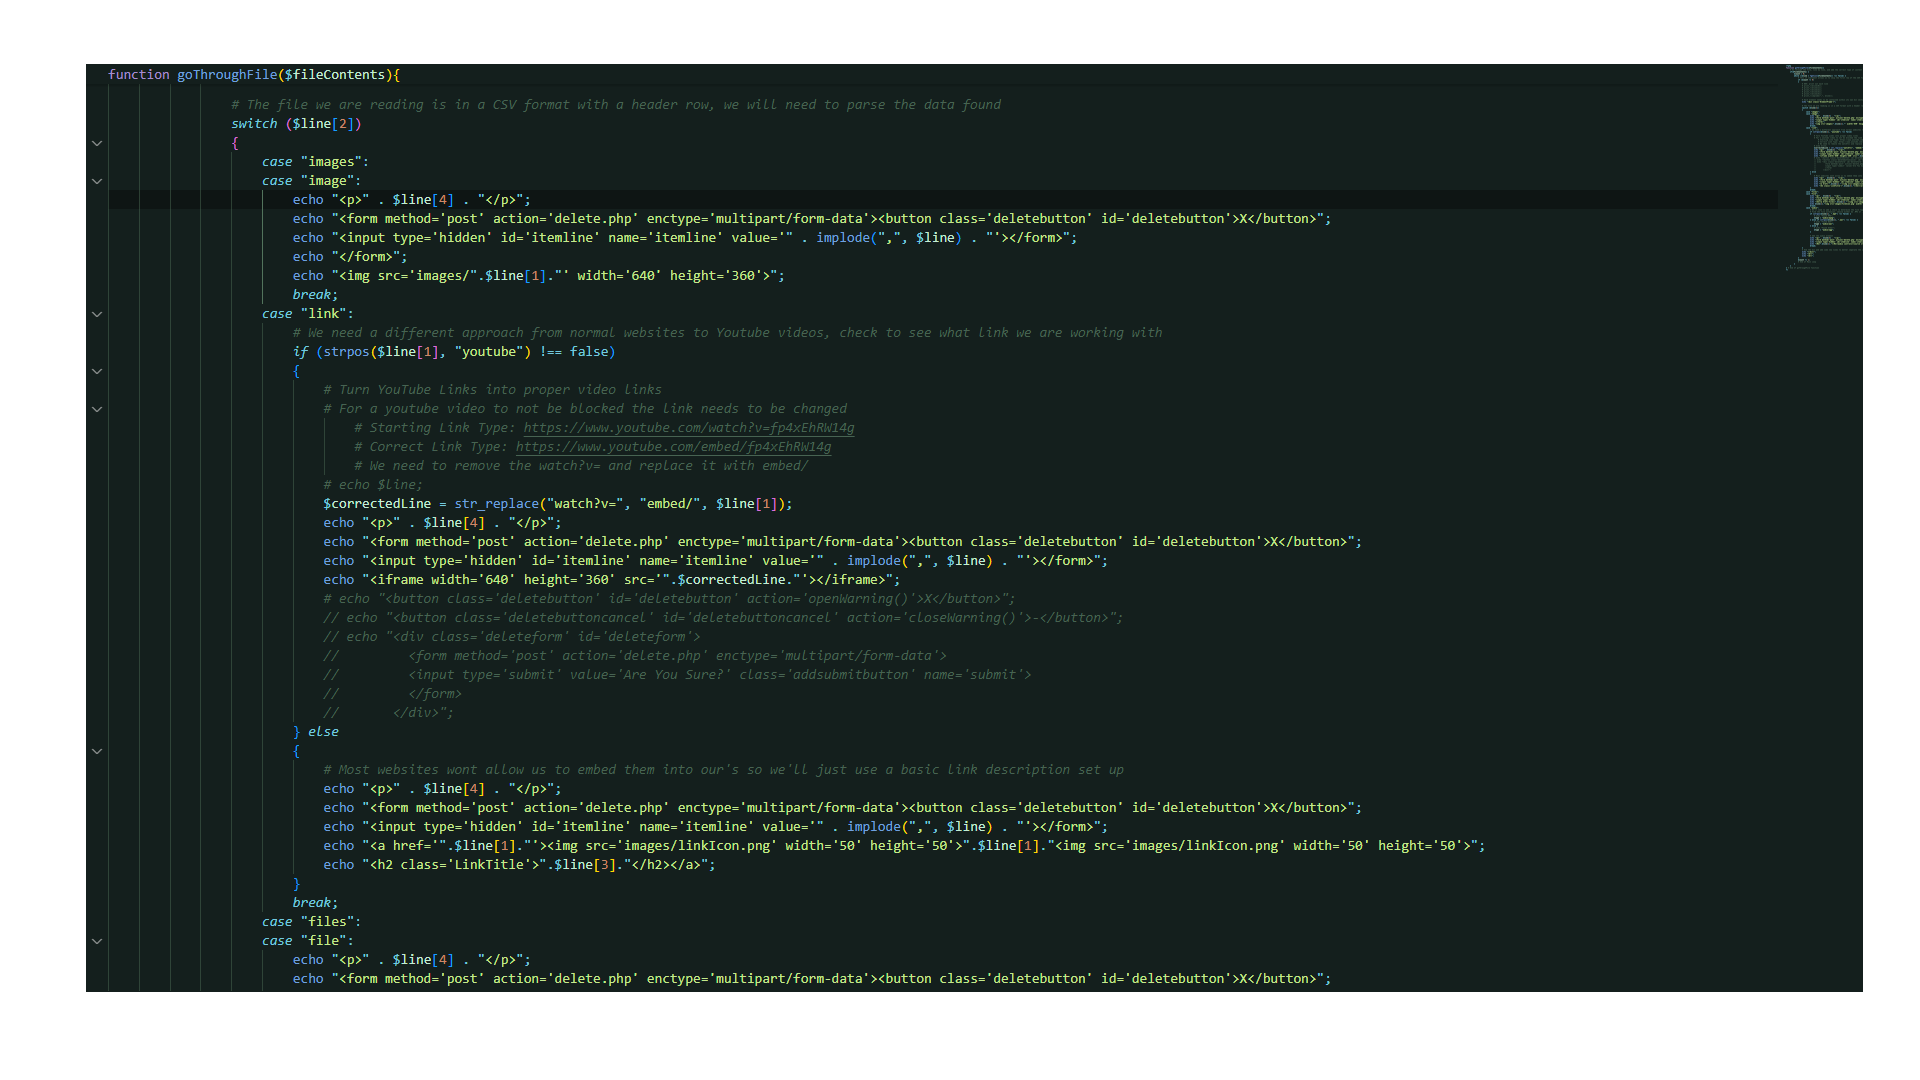 function goThroughFile($fileContents){
# The file we are reading is in a CSV format with a header row, we will need to parse the data found
switch ($line[2])
{
case "images":
case "image":
echo "<p>" . $line[4] . "</p>";
echo "<form method='post' action='delete.php' enctype='multipart/form-data'><button class='deletebutton' id='deletebutton'>X</button>";
echo "<input type='hidden' id='itemline' name='itemline' value='" . implode(",", $line) . "'></form>";
echo "</form>";
echo "<img src='images/".$line[1]."' width='640' height='360'>";
break;
case "link":
# We need a different approach from normal websites to Youtube videos, check to see what link we are working with
if (strpos($line[1], "youtube") !== false)
{
# Turn YouTube Links into proper video links
# For a youtube video to not be blocked the link needs to be changed
# Starting Link Type: https://www.youtube.com/watch?v=fp4xEhRW14g
# Correct Link Type: https://www.youtube.com/embed/fp4xEhRW14g
# We need to remove the watch?v= and replace it with embed/
# echo $line;
$correctedLine = str_replace("watch?v=", "embed/", $line[1]);
echo "<p>" . $line[4] . "</p>";
echo "<form method='post' action='delete.php' enctype='multipart/form-data'><button class='deletebutton' id='deletebutton'>X</button>";
echo "<input type='hidden' id='itemline' name='itemline' value='" . implode(",", $line) . "'></form>";
echo "<iframe width='640' height='360' src='".$correctedLine."'></iframe>";
# echo "<button class='deletebutton' id='deletebutton' action='openWarning()'>X</button>";
// echo "<button class='deletebuttoncancel' id='deletebuttoncancel' action='closeWarning()'>-</button>";
// echo "<div class='deleteform' id='deleteform'>
// <form method='post' action='delete.php' enctype='multipart/form-data'>
// <input type='submit' value='Are You Sure?' class='addsubmitbutton' name='submit'>
// </form>
// </div>";
} else
{
# Most websites wont allow us to embed them into our's so we'll just use a basic link description set up
echo "<p>" . $line[4] . "</p>";
echo "<form method='post' action='delete.php' enctype='multipart/form-data'><button class='deletebutton' id='deletebutton'>X</button>";
echo "<input type='hidden' id='itemline' name='itemline' value='" . implode(",", $line) . "'></form>";
echo "<a href='".$line[1]."'><img src='images/linkIcon.png' width='50' height='50'>".$line[1]."<img src='images/linkIcon.png' width='50' height='50'>";
echo "<h2 class='LinkTitle'>".$line[3]."</h2></a>";
}
break;
case "files":
case "file":
echo "<p>" . $line[4] . "</p>";
echo "<form method='post' action='delete.php' enctype='multipart/form-data'><button class='deletebutton' id='deletebutton'>X</button>";